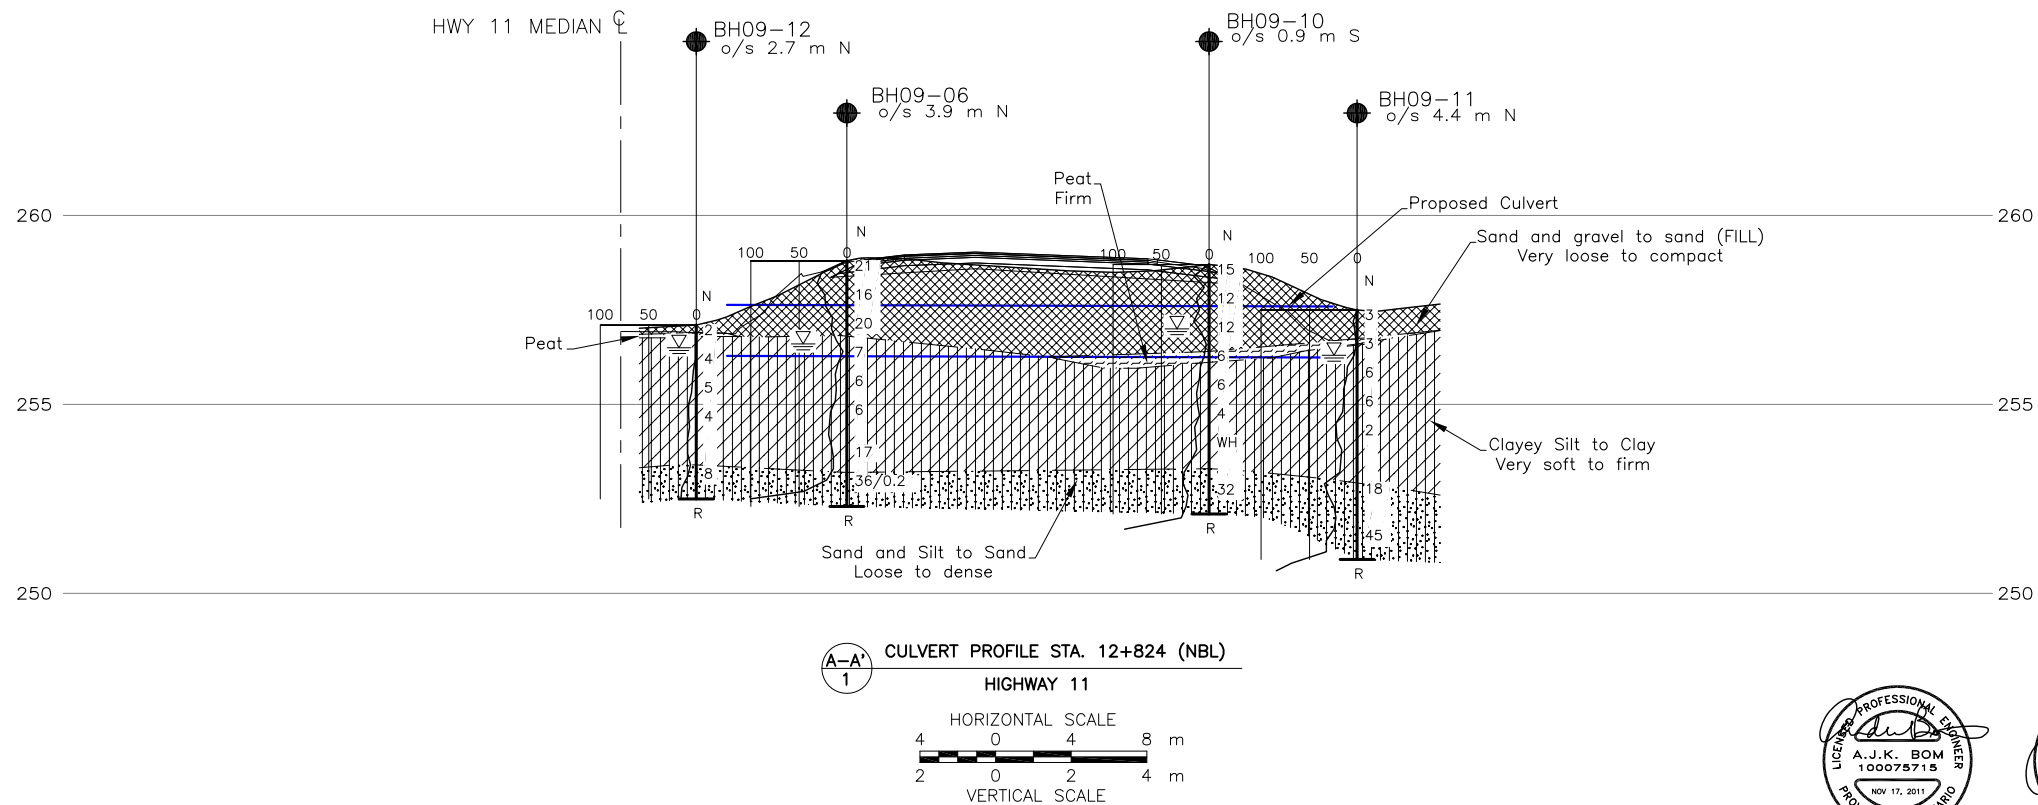 HWY 11 MEDIAN ℄
BH09-12
o/s 2.7 m N
BH09-06
o/s 3.9 m N
BH09-10
o/s 0.9 m S
BH09-11
o/s 4.4 m N
Peat
Firm
Proposed Culvert
Sand and gravel to sand (FILL)
Very loose to compact
260
260
N
100 50 0
21
16
20
7
6
6
17
36/0.2
R
N
100 50 0
15
12
12
6
6
4
WH
32
R
N
100 50 0
3
3
6
6
2
18
45
R
N
100 50 0
2
4
5
4
8
R
Peat
255
255
Clayey Silt to Clay
Very soft to firm
Sand and Silt to Sand
Loose to dense
250
250
A-A'
1
CULVERT PROFILE STA. 12+824 (NBL)
HIGHWAY 11
HORIZONTAL SCALE
4 0 4 8 m
2 0 2 4 m
VERTICAL SCALE
LICENSED PROFESSIONAL ENGINEER
A.J.K. BOM
100075715
NOV 17, 2011